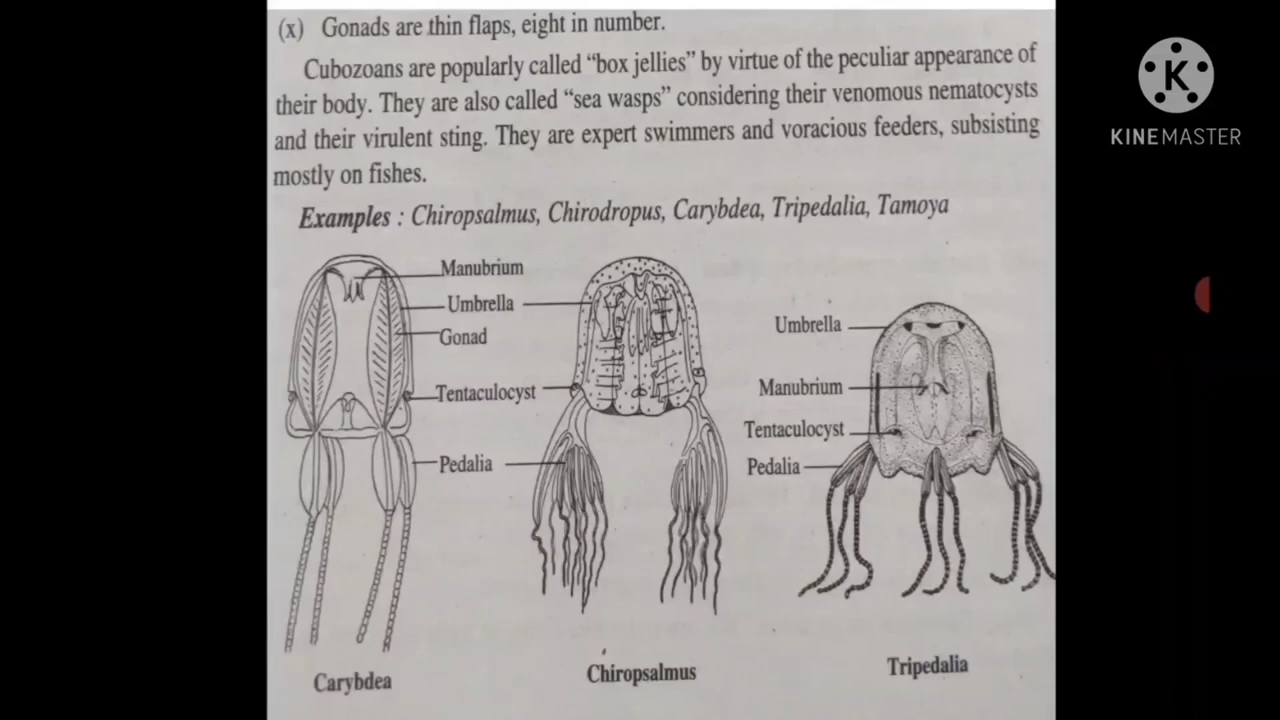 (x) Gonads are thin flaps, eight in number.
Cubozoans are popularly called “box jellies” by virtue of the peculiar appearance of
their body. They are also called “sea wasps” considering their venomous nematocysts
and their virulent sting. They are expert swimmers and voracious feeders, subsisting
mostly on fishes.
Examples : Chiropsalmus, Chirodropus, Carybdea, Tripedalia, Tamoya
Manubrium
Umbrella
Gonad
Tentaculocyst
Pedalia
Umbrella
Manubrium
Tentaculocyst
Pedalia
Carybdea
Chiropsalmus
Tripedalia
K
KINEMASTER